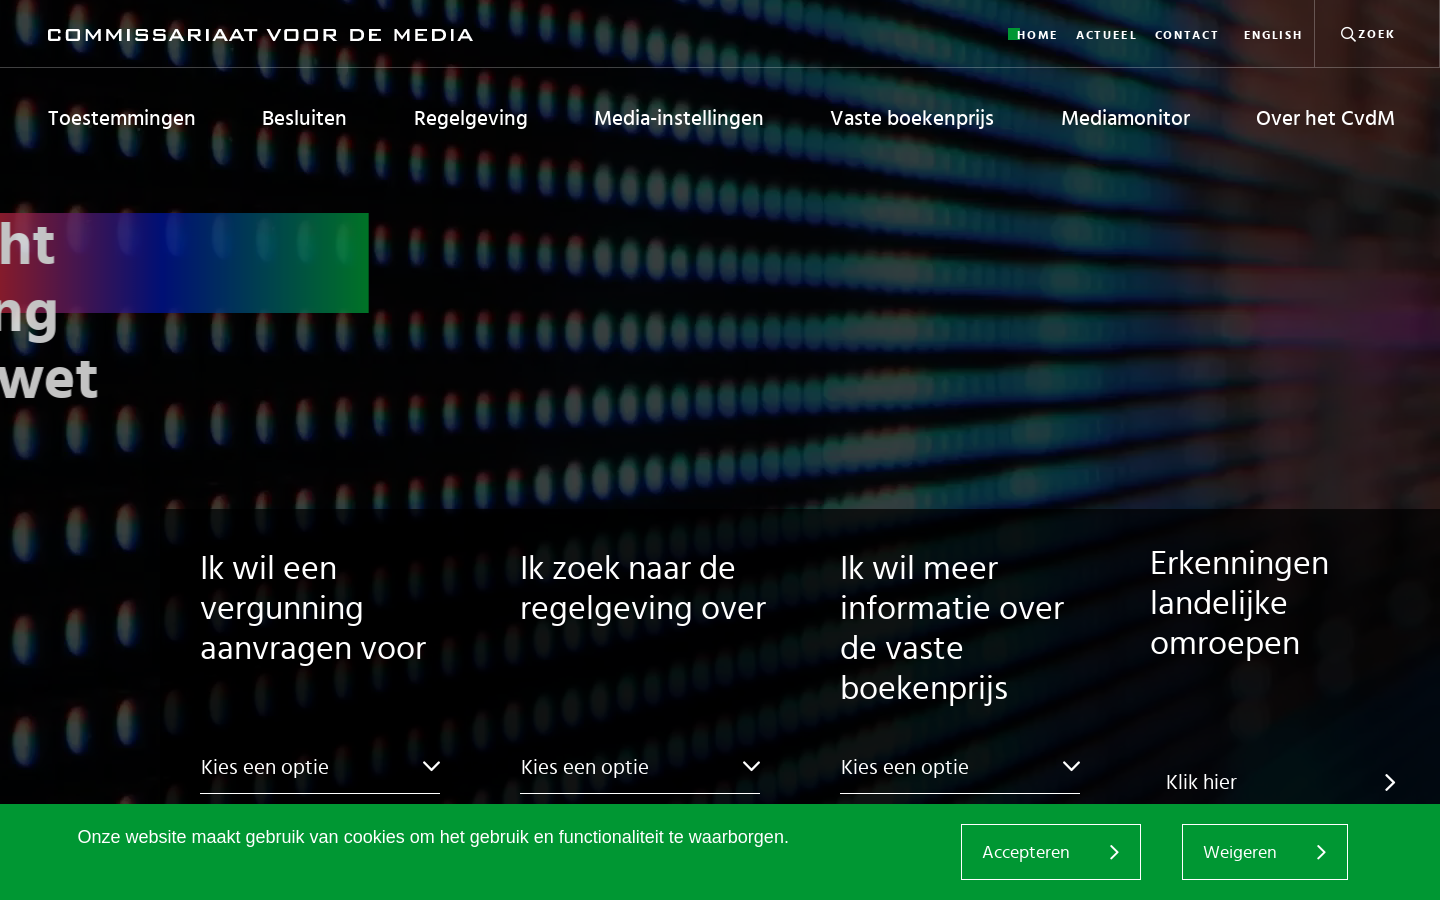 COMMISSARIAAT VOOR DE MEDIA
HOME ACTUEEL CONTACT ENGLISH ZOEK
Toestemmingen Besluiten Regelgeving Media-instellingen Vaste boekenprijs Mediamonitor Over het CvdM
ht
ng
wet
Ik wil een
vergunning
aanvragen voor
Kies een optie
Ik zoek naar de
regelgeving over
Kies een optie
Ik wil meer
informatie over
de vaste
boekenprijs
Kies een optie
Erkenningen
landelijke
omroepen
Klik hier
Onze website maakt gebruik van cookies om het gebruik en functionaliteit te waarborgen.
Accepteren
Weigeren